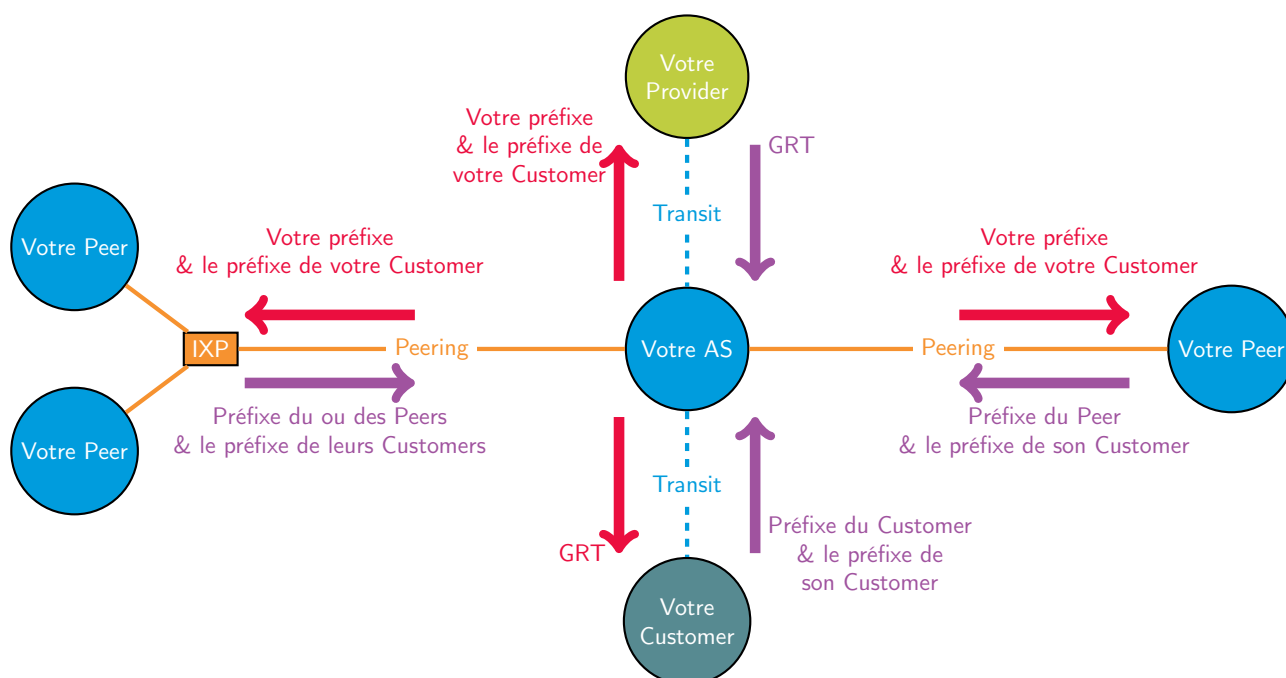 Votre
Provider
Votre préfixe
& le préfixe de
votre Customer
GRT
Transit
Votre Peer
Votre préfixe
& le préfixe de votre Customer
Votre préfixe
& le préfixe de votre Customer
IXP
Peering
Votre AS
Peering
Votre Peer
Votre Peer
Préfixe du ou des Peers
& le préfixe de leurs Customers
Préfixe du Peer
& le préfixe de son Customer
Transit
GRT
Préfixe du Customer
& le préfixe de
son Customer
Votre
Customer